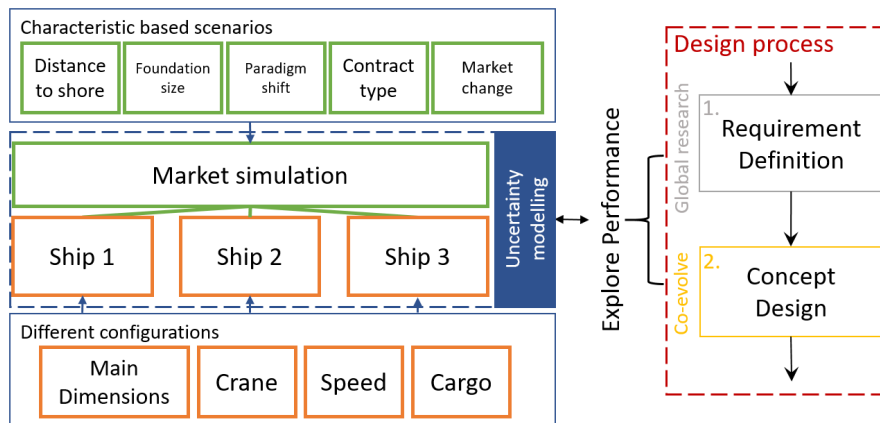 Characteristic based scenarios
Distance
to shore
Foundation
size
Paradigm
shift
Contract
type
Market
change
Market simulation
Ship 1
Ship 2
Ship 3
Uncertainty
modelling
Different configurations
Main
Dimensions
Crane
Speed
Cargo
Explore Performance
Design process
Global research
1.
Requirement
Definition
Co-evolve
2.
Concept
Design